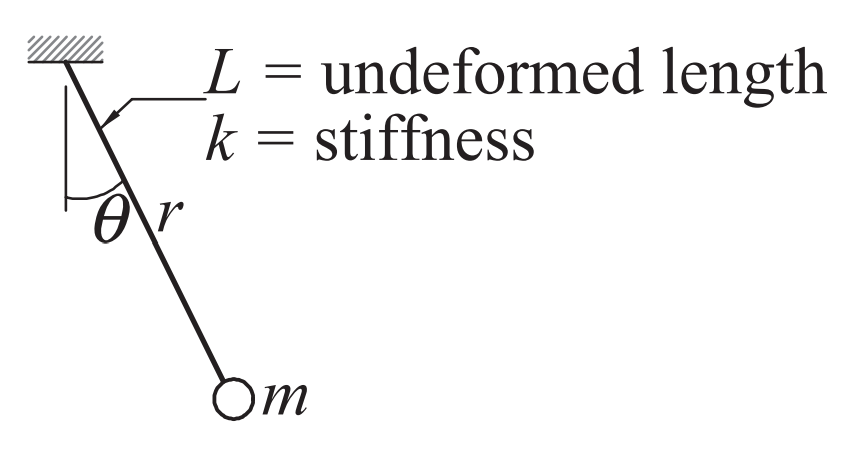 L = undeformed length
k = stiffness
θ r
m